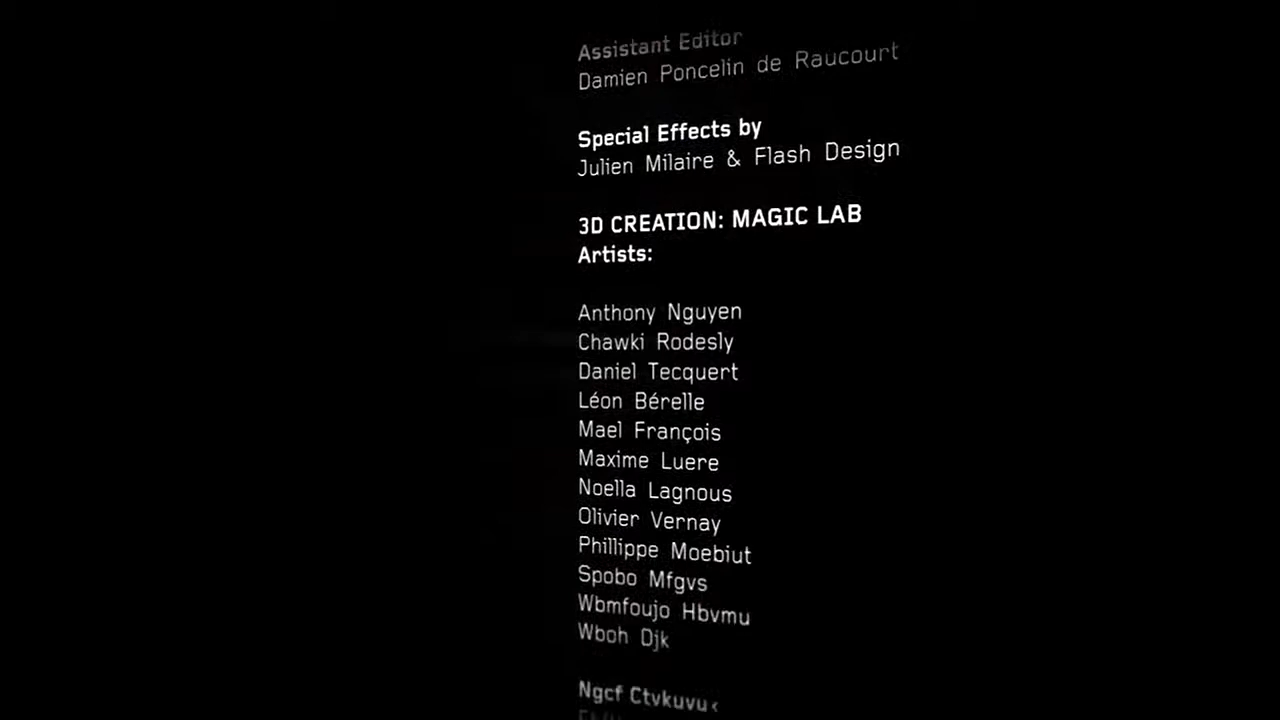 Assistant Editor
Damien Poncelin de Raucourt
Special Effects by
Julien Milaire & Flash Design
3D CREATION: MAGIC LAB
Artists:
Anthony Nguyen
Chawki Rodesly
Daniel Tecquert
Léon Bérelle
Mael François
Maxime Luere
Noella Lagnous
Olivier Vernay
Phillippe Moebiut
Spobo Mfgvs
Wbmfoujo Hbvmu
Wboh Djk
Ngcf Ctvkuvu‹